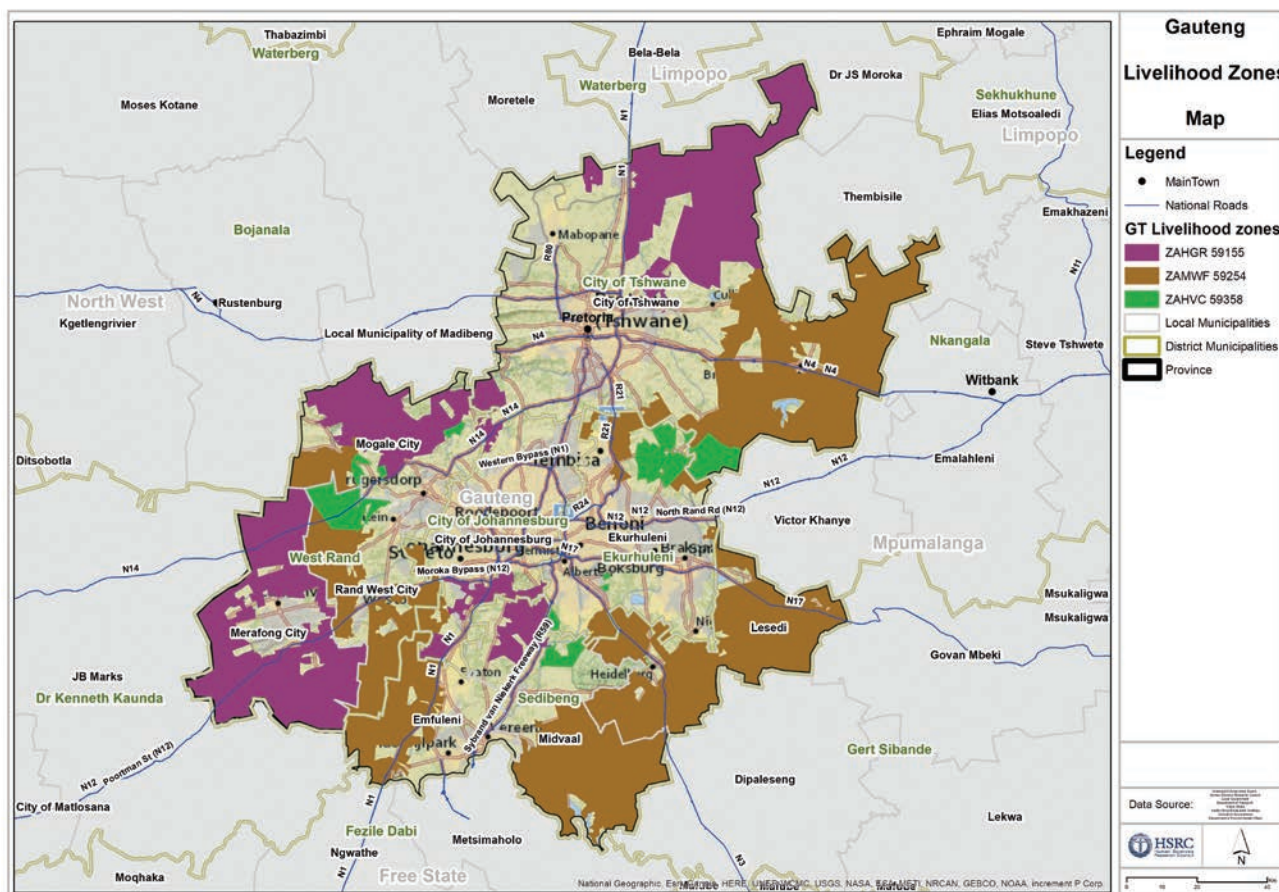 Gauteng
Livelihood Zones
Map
Legend
MainTown
National Roads
GT Livelihood zones
ZAHGR 59155
ZAMWF 59254
ZAHVC 59358
Local Municipalities
District Municipalities
Province
Data Source:
HSRC
N
Thabazimbi
Waterberg
Bela-Bela
Limpopo
Ephraim Mogale
Dr JS Moroka
Waterberg
Sekhukhune
Moses Kotane
Moretele
Elias Motsoaledi
N1
Limpopo
N1
Thembisile
Emakhazeni
Bojanala
Mabopane
R80
N11
City of Tshwane
North West
N4
Rustenburg
City of Tshwane
Kgetlengrivier
Pretoria
(Tshwane)
Local Municipality of Madibeng
N4
Nkangala
Steve Tshwete
N4
N4
Witbank
R21
N14
R21
Mogale City
N14
Western Bypass (N1)
Ditsobotla
Tembisa
N12
Emalahleni
N12
Gauteng
Roodepoort
R24
N12
N12
North Rand Rd (N12)
Victor Khanye
City of Johannesburg
Benoni
City of Johannesburg
Ekurhuleni
N17
Mpumalanga
West Rand
Ekurhuleni
Boksburg
N14
Moroka Bypass (N12)
Rand West City
N17
Msukaligwa
Msukaligwa
Merafong City
Lesedi
N1
Govan Mbeki
JB Marks
Dr Kenneth Kaunda
N1
Sybrand van Niekerk Freeway (R59)
Heidelberg
Sedibeng
Emfuleni
Midvaal
Gert Sibande
N12
Poortman St (N12)
Dipaleseng
City of Matlosana
Lekwa
Fezile Dabi
Metsimaholo
Ngwathe
N1
N3
Moqhaka
Free State